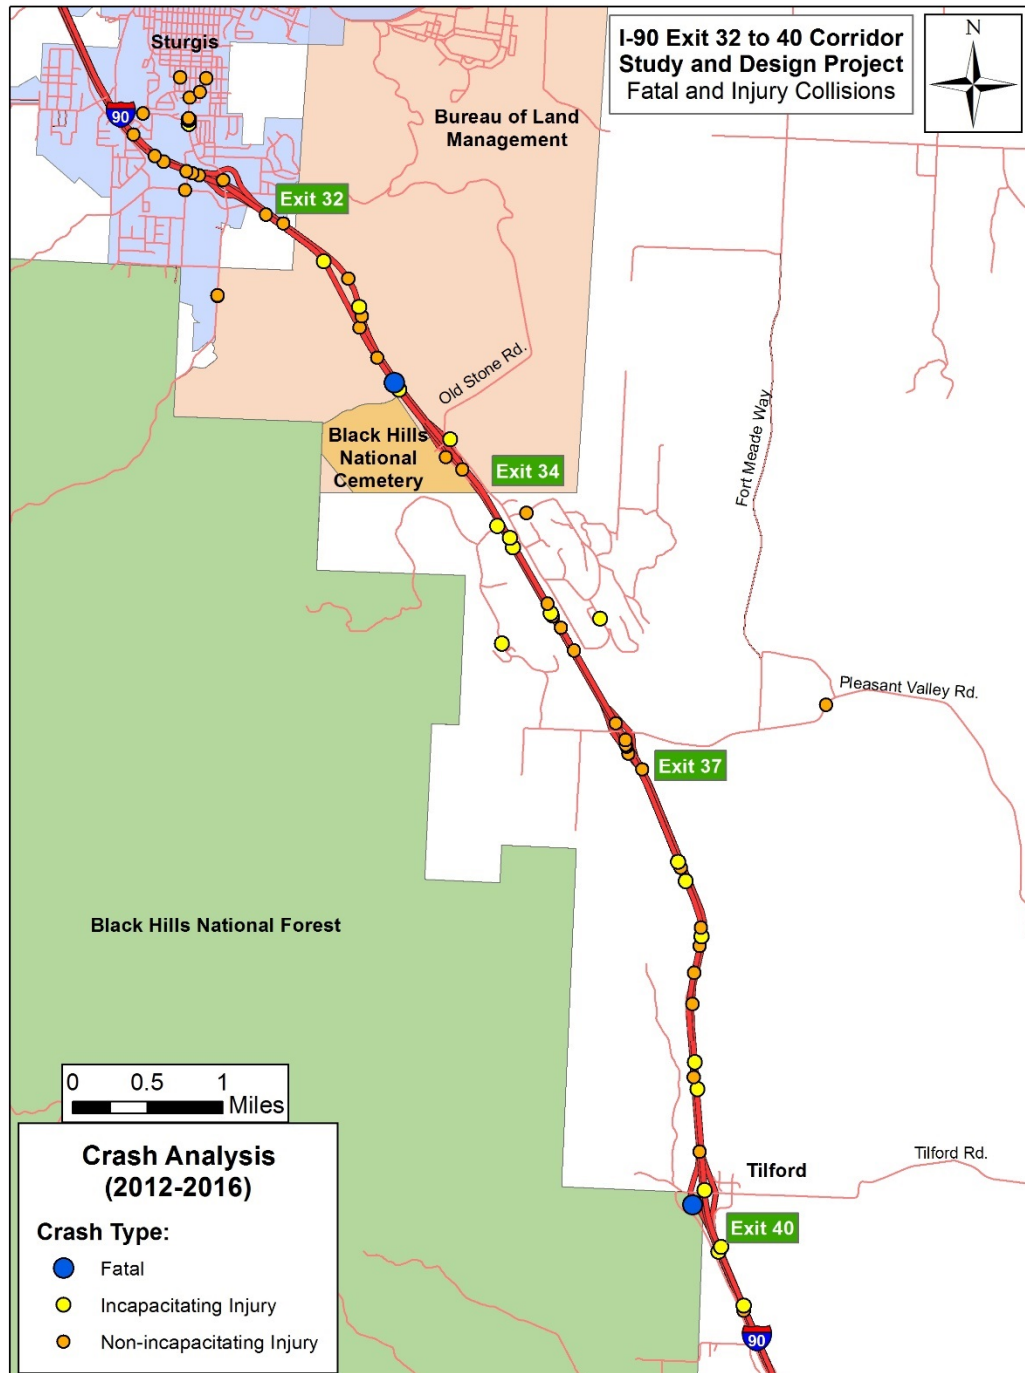 I-90 Exit 32 to 40 Corridor
Study and Design Project
Fatal and Injury Collisions
N
Sturgis
90
Bureau of Land
Management
Exit 32
Old Stone Rd.
Black Hills
National
Cemetery
Exit 34
Fort Meade Way
Pleasant Valley Rd.
Exit 37
Black Hills National Forest
0 0.5 1
Miles
Tilford
Tilford Rd.
Exit 40
90
Crash Analysis
(2012-2016)
Crash Type:
Fatal
Incapacitating Injury
Non-incapacitating Injury